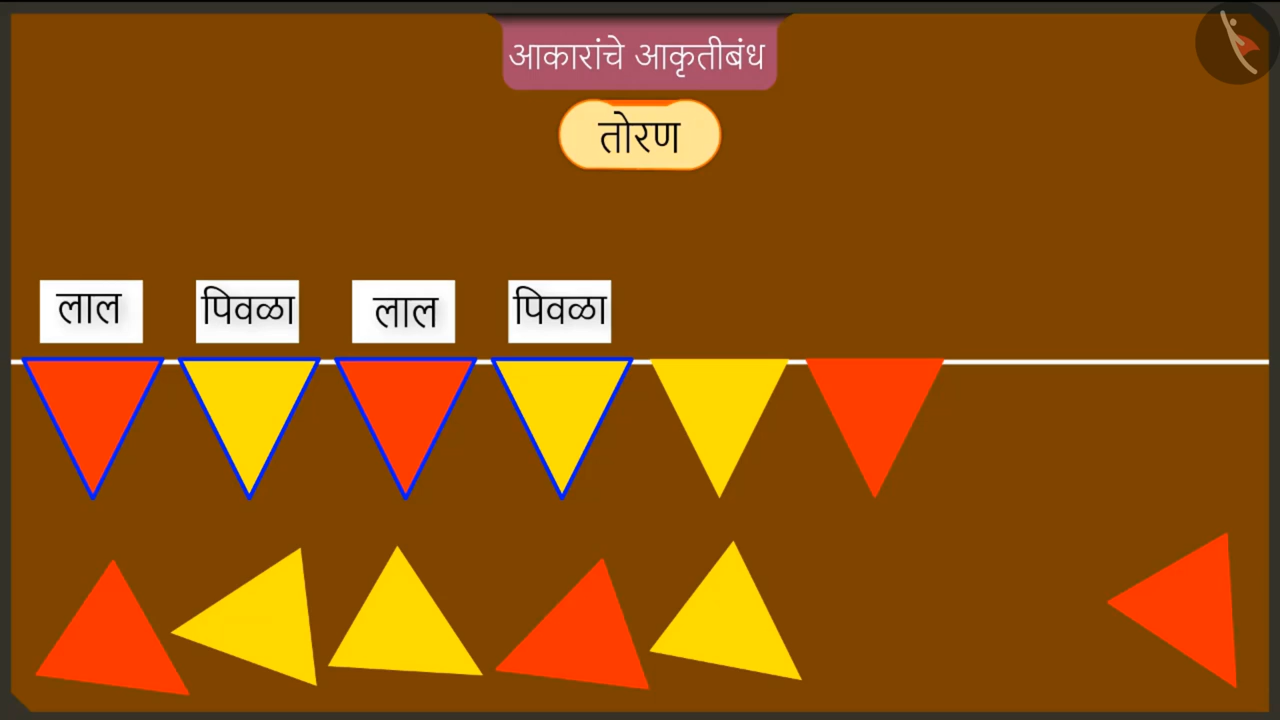 आकारांचे आकृतीबंध
तोरण
लाल पिवळा लाल पिवळा